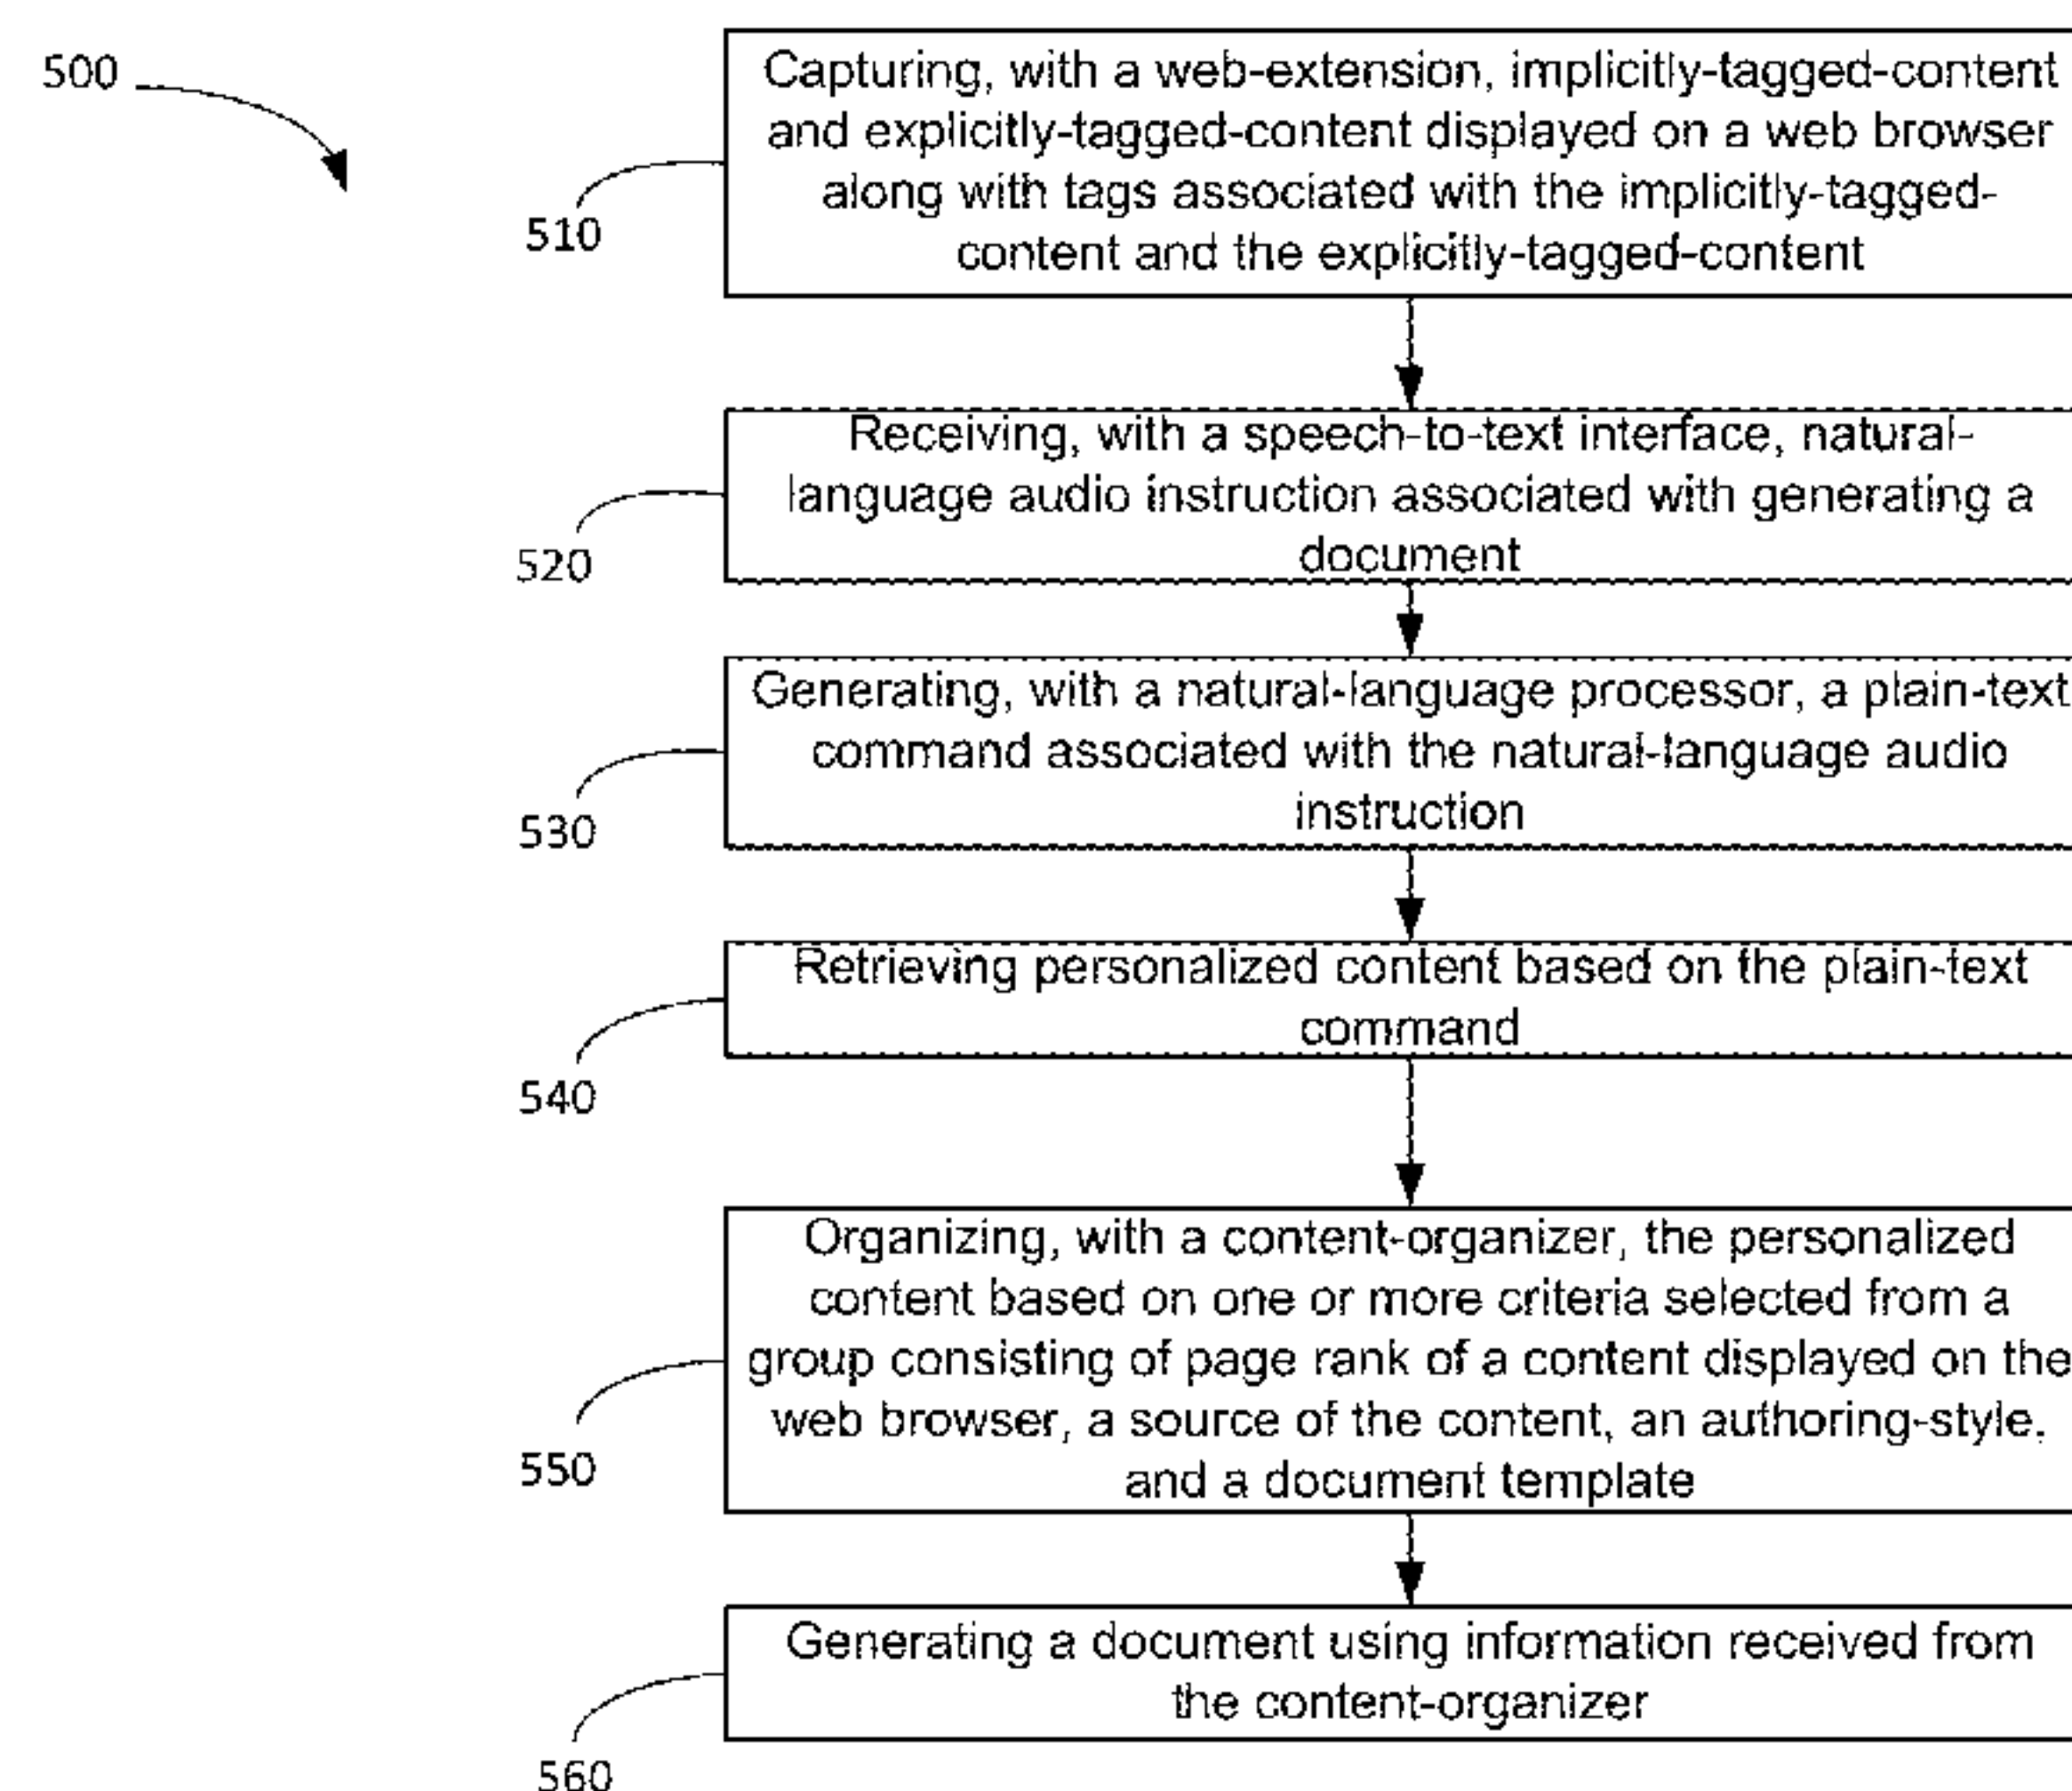 500
Capturing, with a web-extension, implicitly-tagged-content
and explicitly-tagged-content displayed on a web browser
along with tags associated with the implicitly-tagged-
content and the explicitly-tagged-content
510
Receiving, with a speech-to-text interface, natural-
language audio instruction associated with generating a
document
520
Generating, with a natural-language processor, a plain-text
command associated with the natural-language audio
instruction
530
Retrieving personalized content based on the plain-text
command
540
Organizing, with a content-organizer, the personalized
content based on one or more criteria selected from a
group consisting of page rank of a content displayed on the
web browser, a source of the content, an authoring-style,
and a document template
550
Generating a document using information received from
the content-organizer
560